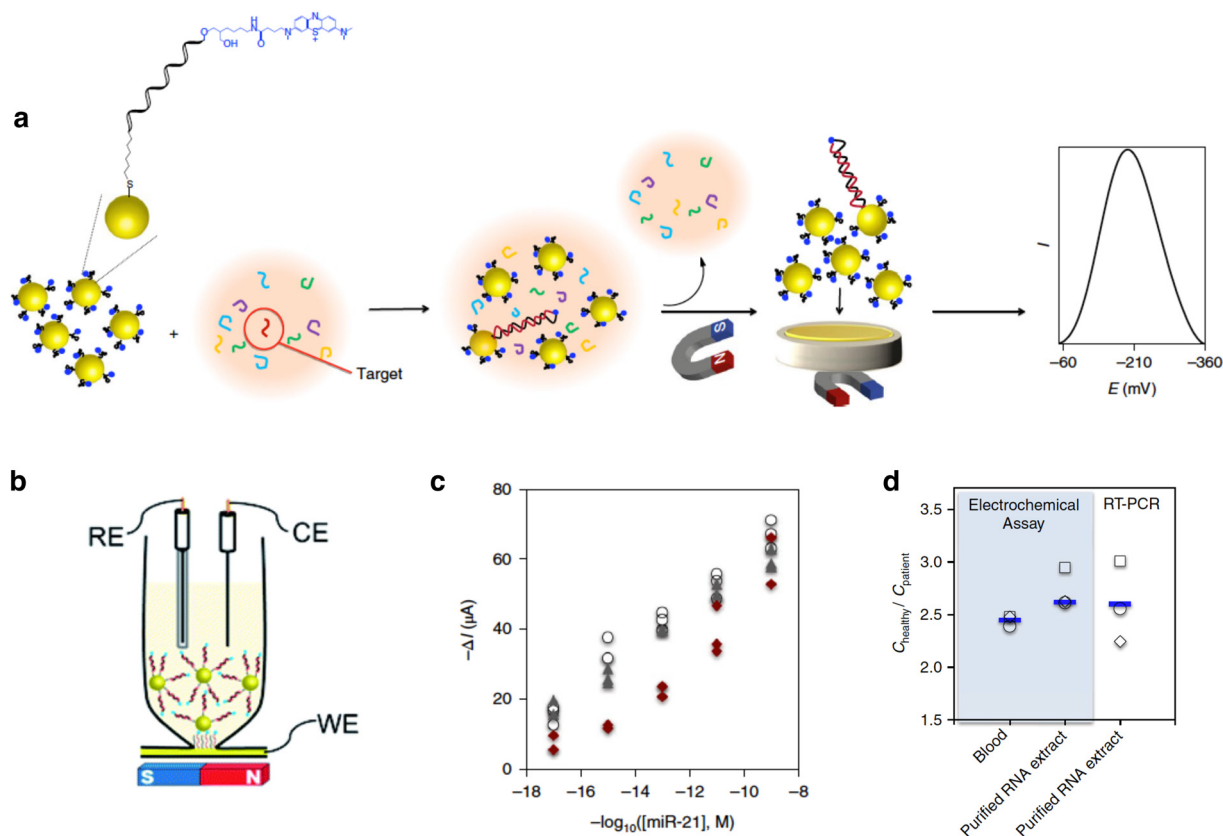 a
O
OH
H
N
O
N
N
S
+
N
S
+
Target
S
N
I
−60
−210
−360
E (mV)
b
RE
CE
WE
S
N
c
80
60
40
20
0
−ΔI (µA)
−18
−16
−14
−12
−10
−8
−log10([miR-21], M)
d
Electrochemical
Assay
RT-PCR
3.5
3.0
2.5
2.0
1.5
Chealthy/ Cpatient
Blood
Purified RNA extract
Purified RNA extract